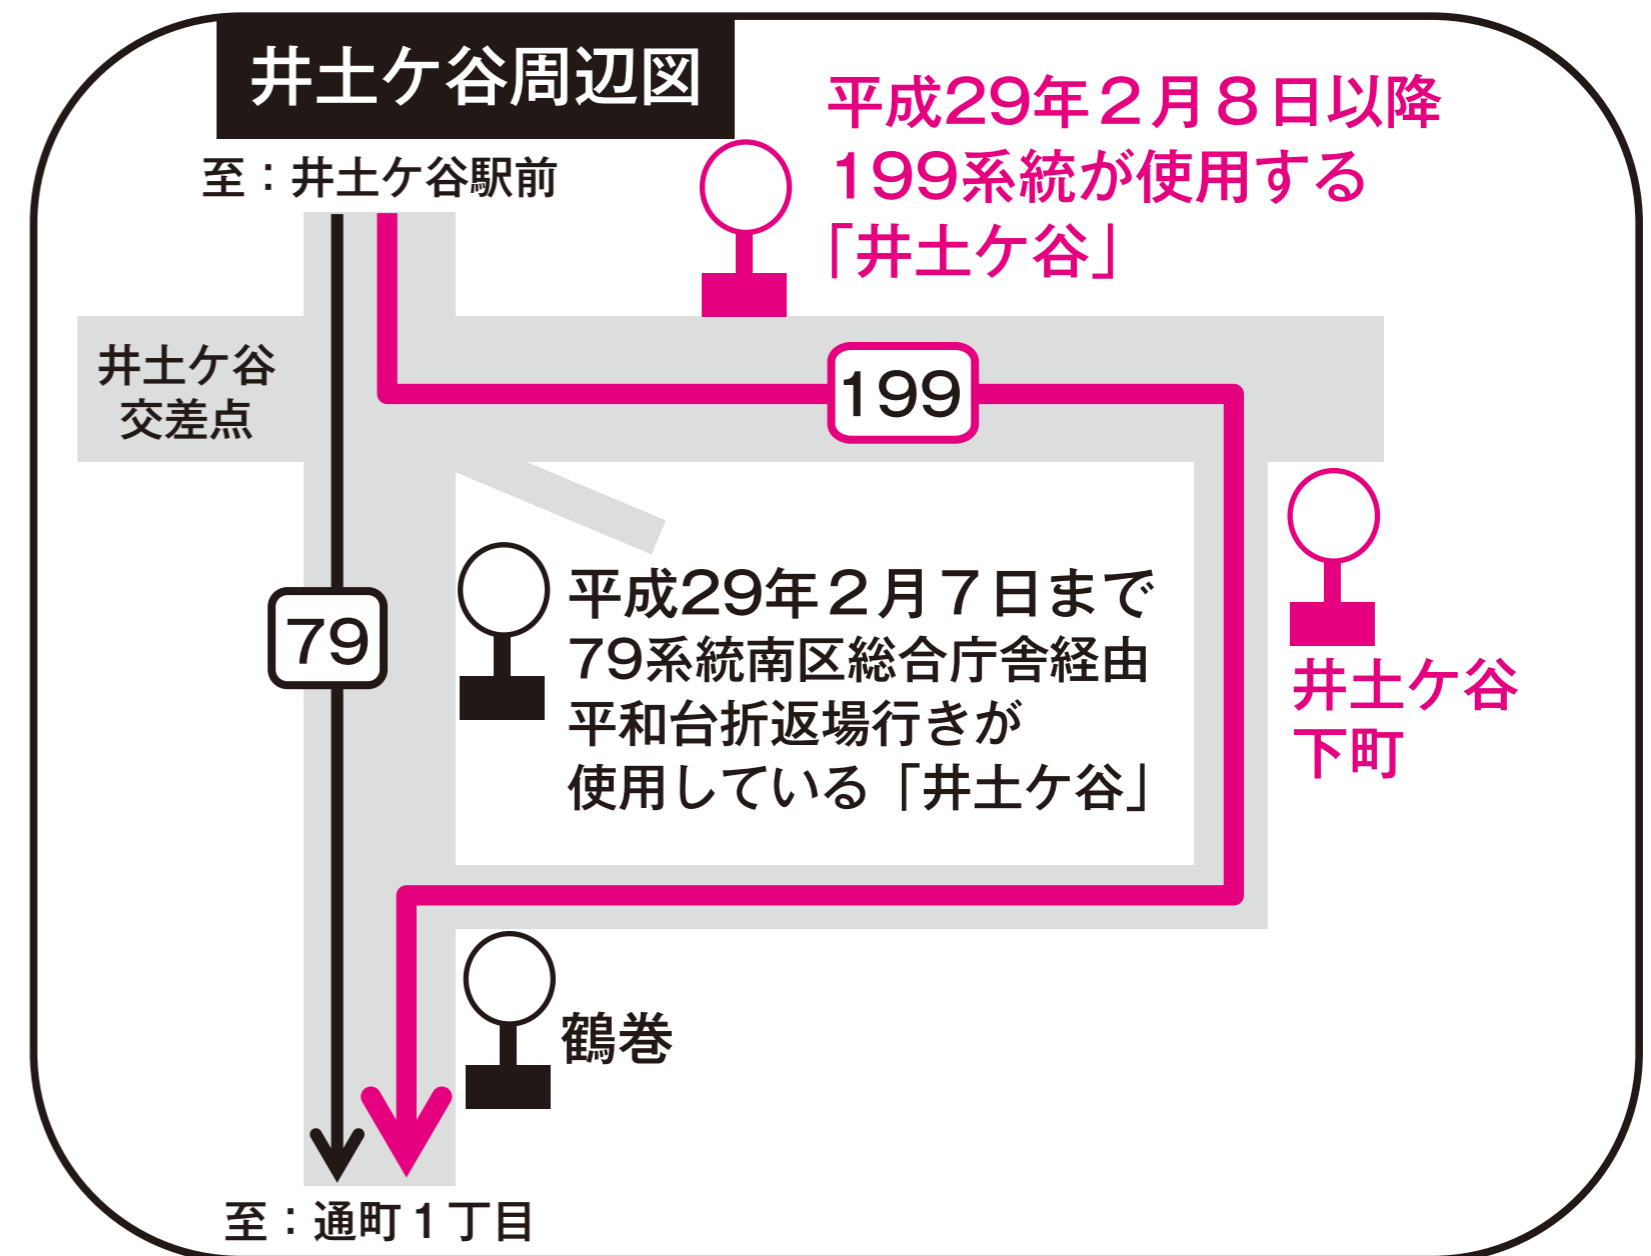 井土ケ谷周辺図
平成29年２月８日以降
199系統が使用する
「井土ケ谷」
至：井土ケ谷駅前
井土ケ谷
交差点
199
79
平成29年２月７日まで
79系統南区総合庁舎経由
平和台折返場行きが
使用している「井土ケ谷」
井土ケ谷
下町
鶴巻
至：通町１丁目